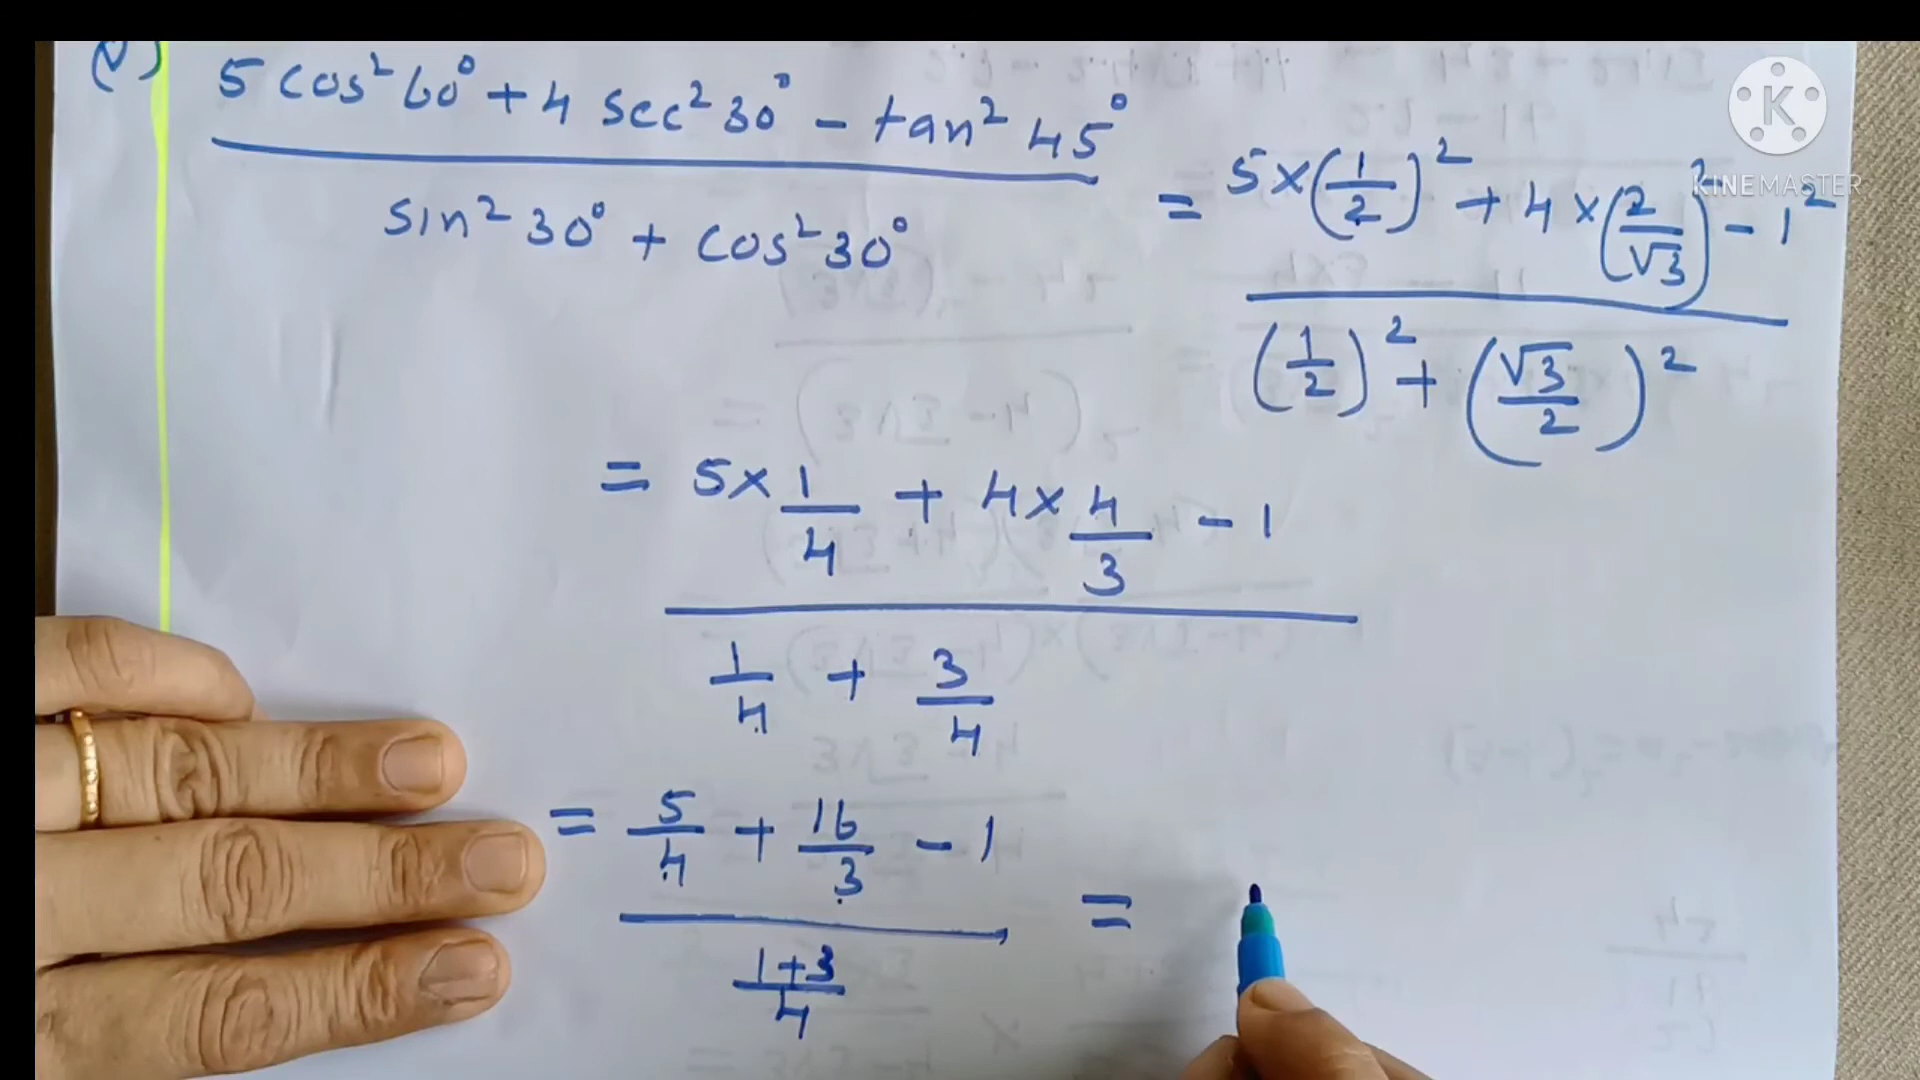 (v) 5 cos² 60° + 4 sec² 30° - tan² 45°
sin² 30° + cos² 30°
= 5×(1/2)² + 4×(2/√3)² - 1²
(1/2)² + (√3/2)²
= 5×1/4 + 4×4/3 - 1
1/4 + 3/4
= 5/4 + 16/3 - 1
1+3/4
=
K
KINEMASTER